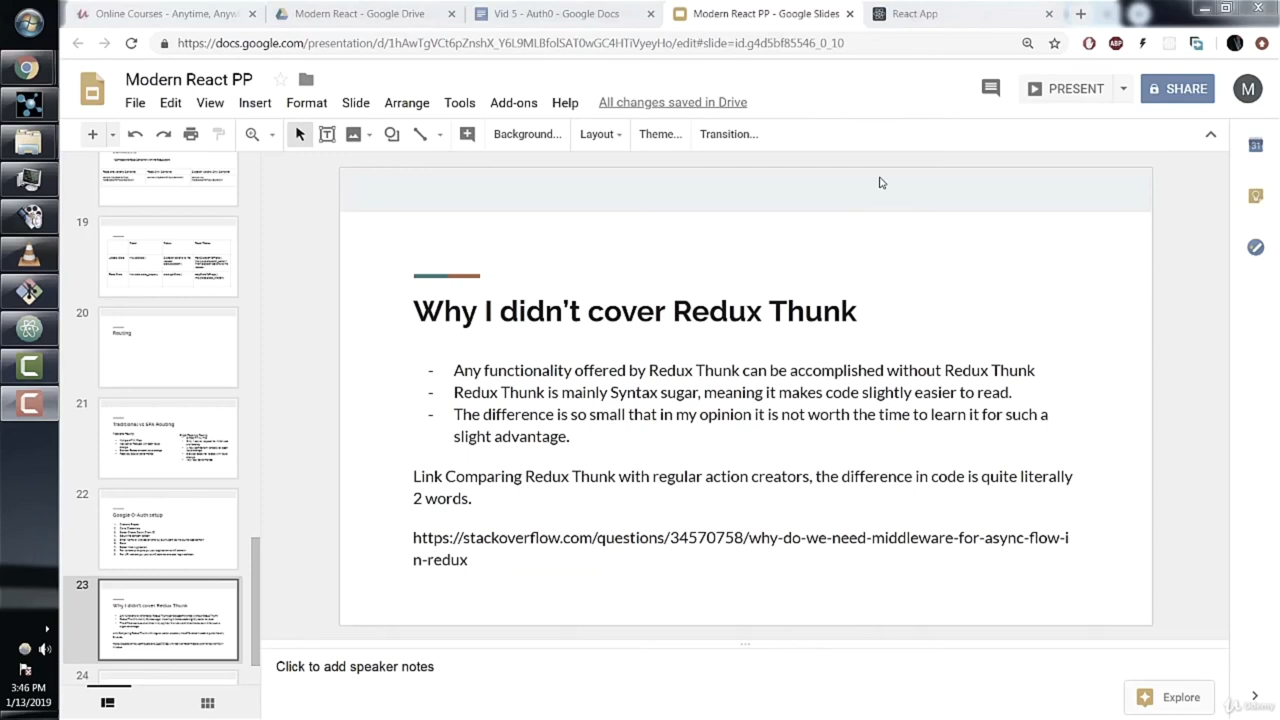 Online Courses - Anytime, Anyw
Modern React - Google Drive
Vid 5 - Auth0 - Google Docs
Modern React PP - Google Slides
React App
https://docs.google.com/presentation/d/1hAwTgVCt6pZnshX_Y6L9MLBfolSAT0wGC4HTiVyeyHo/edit#slide=id.g4d5bf85546_0_10
ABP
Modern React PP
File Edit View Insert Format Slide Arrange Tools Add-ons Help All changes saved in Drive
PRESENT
SHARE
M
Background...
Layout
Theme...
Transition...
31
19
20
Routing
21
Traditional vs SPA Routing
22
Google O-Auth setup
23
Why I didn't cover Redux Thunk
24
Why I didn't cover Redux Thunk
- Any functionality offered by Redux Thunk can be accomplished without Redux Thunk
- Redux Thunk is mainly Syntax sugar, meaning it makes code slightly easier to read.
- The difference is so small that in my opinion it is not worth the time to learn it for such a
slight advantage.
Link Comparing Redux Thunk with regular action creators, the difference in code is quite literally
2 words.
https://stackoverflow.com/questions/34570758/why-do-we-need-middleware-for-async-flow-i
n-redux
Click to add speaker notes
Explore
3:46 PM
1/13/2019
Udemy